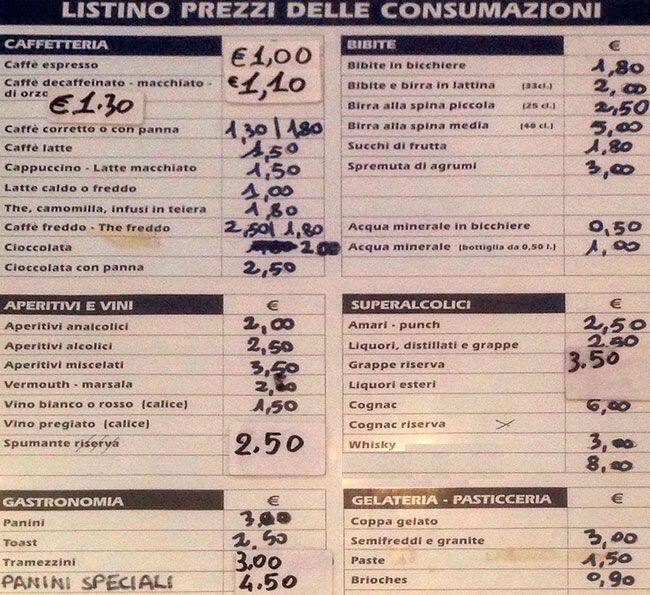 LISTINO PREZZI DELLE CONSUMAZIONI
CAFFETTERIA
Caffè espresso €1,00
Caffè decaffeinato - macchiato - €1,10
di orzo €1.30
Caffè corretto o con panna 1,30 | 1,80
Caffè latte 1,50
Cappuccino - Latte macchiato 1,50
Latte caldo o freddo 1,00
The, camomilla, infusi in teiera 1,80
Caffè freddo - The freddo 2,50 | 1,80
Cioccolata 2,00
Cioccolata con panna 2,50
BIBITE €
Bibite in bicchiere 1,80
Bibite e birra in lattina (33cl.) 2,00
Birra alla spina piccola (25 cl.) 2,50
Birra alla spina media (40 cl.) 5,00
Succhi di frutta 1,80
Spremuta di agrumi 3,00
Acqua minerale in bicchiere 0,50
Acqua minerale (bottiglia da 0,50 l.) 1,00
APERITIVI E VINI €
Aperitivi analcolici 2,00
Aperitivi alcolici 2,50
Aperitivi miscelati 3,50
Vermouth - marsala
Vino bianco o rosso (calice) 1,50
Vino pregiato (calice)
Spumante riserva 2.50
SUPERALCOLICI €
Amari - punch 2,50
Liquori, distillati e grappe 2.50
Grappe riserva 3.50
Liquori esteri
Cognac 6,00
Cognac riserva X
Whisky 3,00
8,00
GASTRONOMIA €
Panini
Toast 2.50
Tramezzini 3.00
PANINI SPECIALI 4.50
GELATERIA - PASTICCERIA €
Coppa gelato
Semifreddi e granite 3,00
Paste 1,50
Brioches 0,90